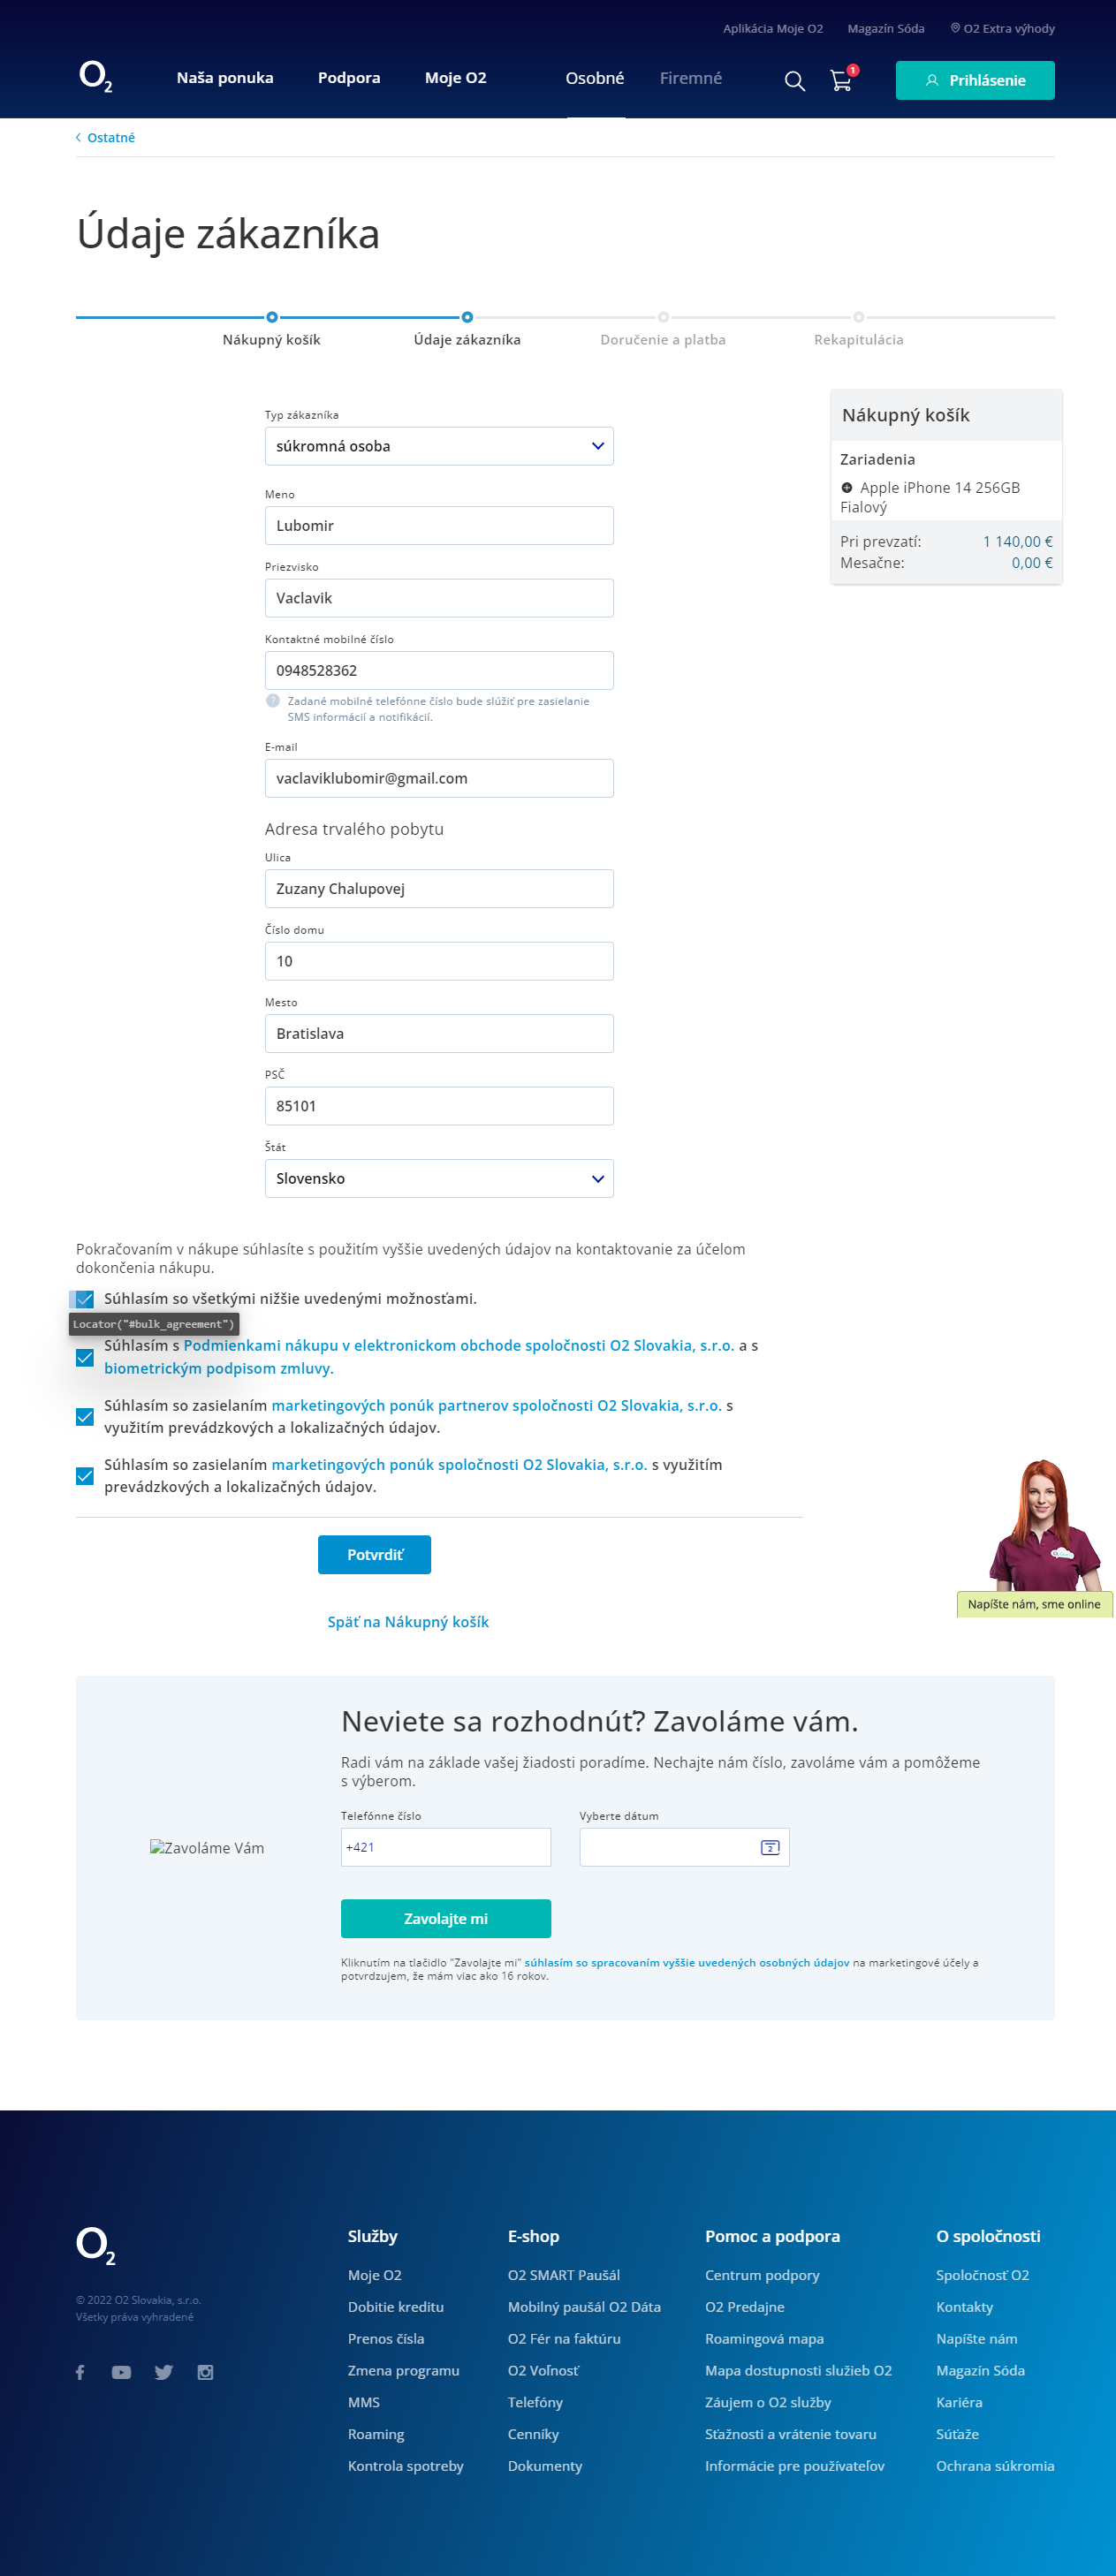 Aplikácia Moje O2 Magazín Sóda O2 Extra výhody
O2 Naša ponuka Podpora Moje O2 Osobné Firemné 1 Prihlásenie
Ostatné
Údaje zákazníka
Nákupný košík Údaje zákazníka Doručenie a platba Rekapitulácia
Typ zákazníka
súkromná osoba
Meno
Lubomir
Priezvisko
Vaclavik
Kontaktné mobilné číslo
0948528362
? Zadané mobilné telefónne číslo bude slúžiť pre zasielanie
SMS informácií a notifikácií.
E-mail
vaclaviklubomir@gmail.com
Adresa trvalého pobytu
Ulica
Zuzany Chalupovej
Číslo domu
10
Mesto
Bratislava
PSČ
85101
Štát
Slovensko
Nákupný košík
Zariadenia
Apple iPhone 14 256GB
Fialový
Pri prevzatí: 1 140,00 €
Mesačne: 0,00 €
Pokračovaním v nákupe súhlasíte s použitím vyššie uvedených údajov na kontaktovanie za účelom
dokončenia nákupu.
Súhlasím so všetkými nižšie uvedenými možnosťami.
Locator("#bulk_agreement")
Súhlasím s Podmienkami nákupu v elektronickom obchode spoločnosti O2 Slovakia, s.r.o. a s
biometrickým podpisom zmluvy.
Súhlasím so zasielaním marketingových ponúk partnerov spoločnosti O2 Slovakia, s.r.o. s
využitím prevádzkových a lokalizačných údajov.
Súhlasím so zasielaním marketingových ponúk spoločnosti O2 Slovakia, s.r.o. s využitím
prevádzkových a lokalizačných údajov.
Potvrdiť
Napíšte nám, sme online
Späť na Nákupný košík
Neviete sa rozhodnúť? Zavoláme vám.
Radi vám na základe vašej žiadosti poradíme. Nechajte nám číslo, zavoláme vám a pomôžeme
s výberom.
Telefónne číslo Vyberte dátum
Zavoláme Vám
+421 2
Zavolajte mi
Kliknutím na tlačidlo "Zavolajte mi" súhlasím so spracovaním vyššie uvedených osobných údajov na marketingové účely a
potvrdzujem, že mám viac ako 16 rokov.
O2
© 2022 O2 Slovakia, s.r.o.
Všetky práva vyhradené
Služby
Moje O2
Dobitie kreditu
Prenos čísla
Zmena programu
MMS
Roaming
Kontrola spotreby
E-shop
O2 SMART Paušál
Mobilný paušál O2 Dáta
O2 Fér na faktúru
O2 Voľnosť
Telefóny
Cenníky
Dokumenty
Pomoc a podpora
Centrum podpory
O2 Predajne
Roamingová mapa
Mapa dostupnosti služieb O2
Záujem o O2 služby
Sťažnosti a vrátenie tovaru
Informácie pre používateľov
O spoločnosti
Spoločnosť O2
Kontakty
Napíšte nám
Magazín Sóda
Kariéra
Súťaže
Ochrana súkromia